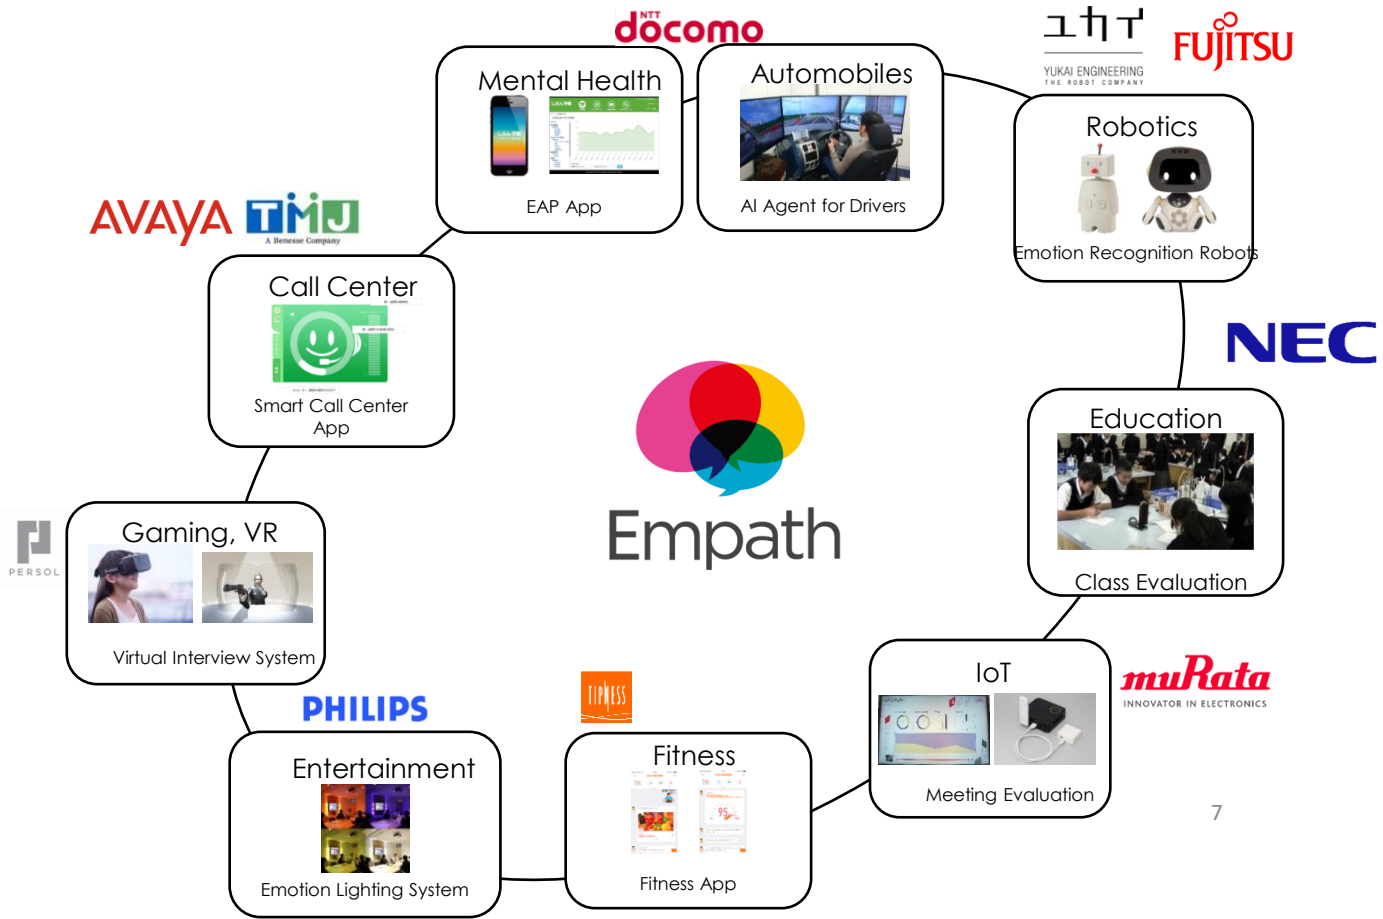 NTT
döcomo
ユカイ
YUKAI ENGINEERING
THE ROBOT COMPANY
FUJITSU
Mental Health
EAP App
Automobiles
AI Agent for Drivers
Robotics
Emotion Recognition Robots
AVAYA
TMJ
A Benesse Company
Call Center
Smart Call Center
App
NEC
Education
Class Evaluation
Empath
PERSOL
Gaming, VR
Virtual Interview System
muRata
INNOVATOR IN ELECTRONICS
IoT
Meeting Evaluation
PHILIPS
Entertainment
Emotion Lighting System
TIPNESS
Fitness
95
Fitness App
7